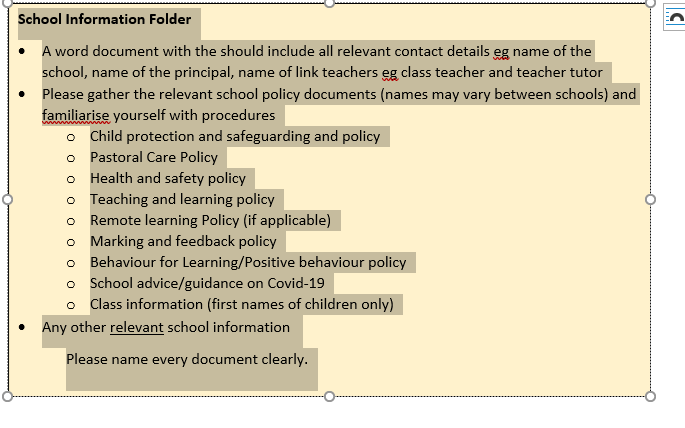 School Information Folder
• A word document with the should include all relevant contact details eg name of the
school, name of the principal, name of link teachers eg class teacher and teacher tutor
• Please gather the relevant school policy documents (names may vary between schools) and
familiarise yourself with procedures
o Child protection and safeguarding and policy
o Pastoral Care Policy
o Health and safety policy
o Teaching and learning policy
o Remote learning Policy (if applicable)
o Marking and feedback policy
o Behaviour for Learning/Positive behaviour policy
o School advice/guidance on Covid-19
o Class information (first names of children only)
• Any other relevant school information
Please name every document clearly.